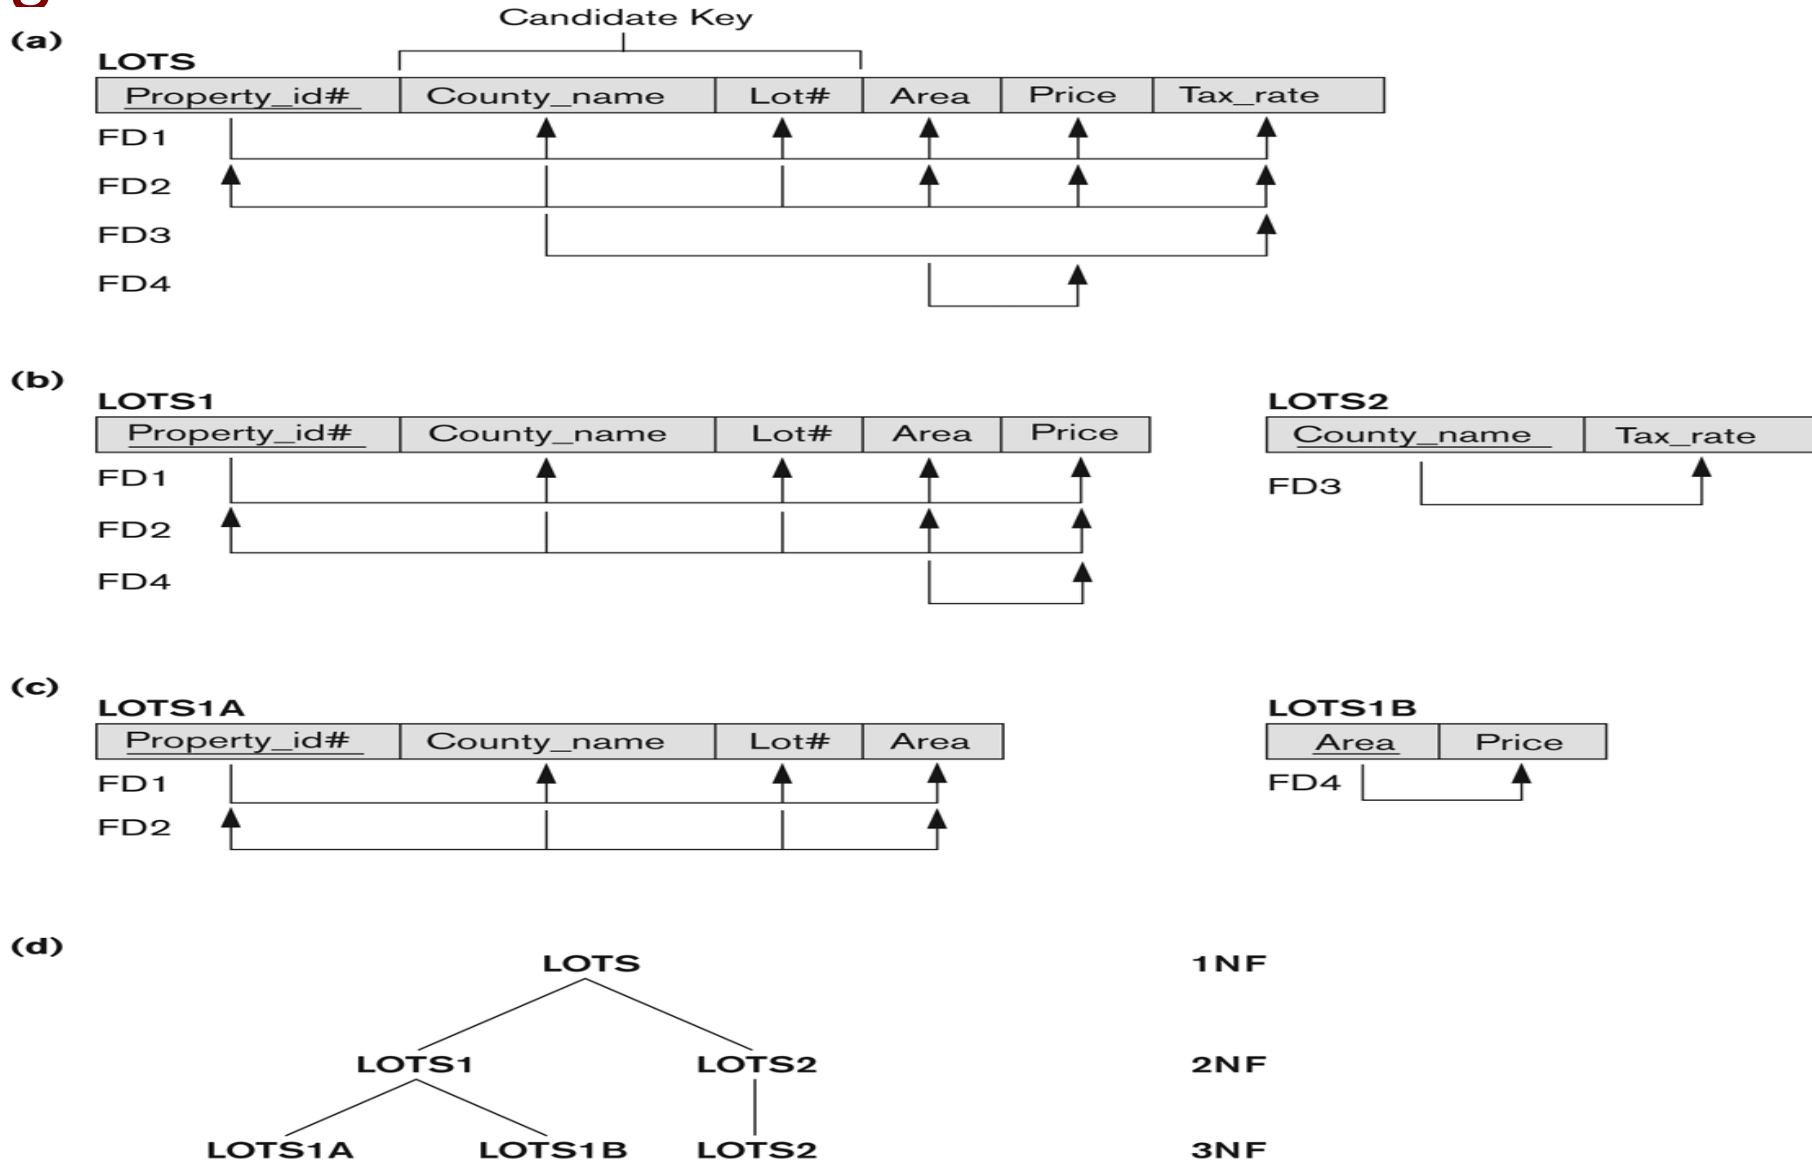 Candidate Key
(a)
LOTS
Property_id# County_name Lot# Area Price Tax_rate
FD1
FD2
FD3
FD4
(b)
LOTS1
Property_id# County_name Lot# Area Price
FD1
FD2
FD4
LOTS2
County_name Tax_rate
FD3
(c)
LOTS1A
Property_id# County_name Lot# Area
FD1
FD2
LOTS1B
Area Price
FD4
(d)
LOTS 1NF
LOTS1 LOTS2 2NF
LOTS1A LOTS1B LOTS2 3NF